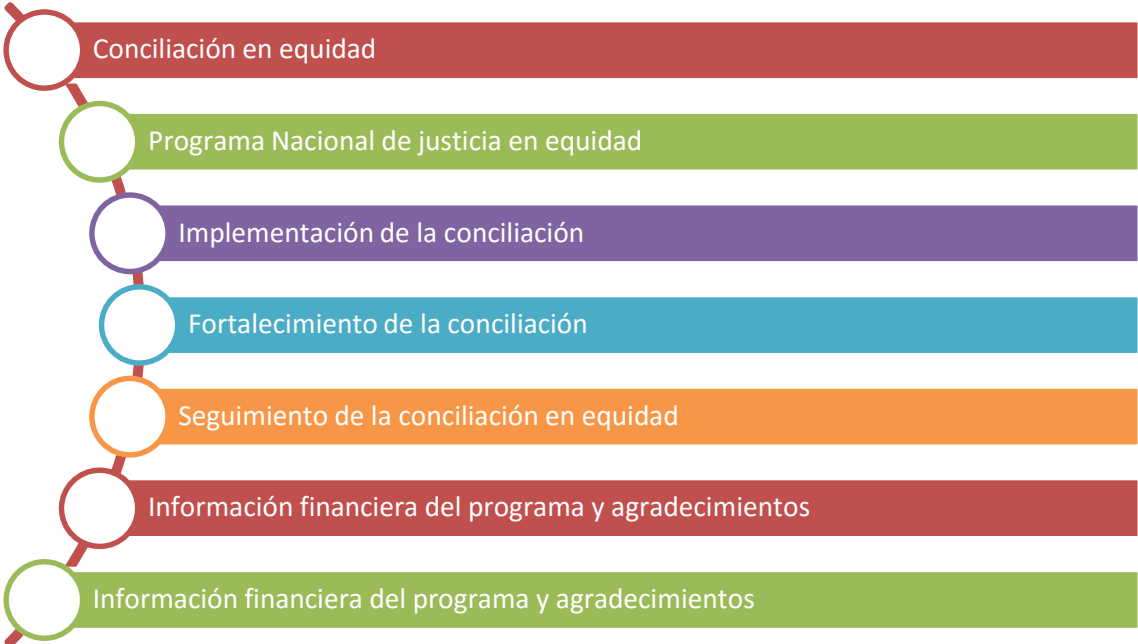 Conciliación en equidad
Programa Nacional de justicia en equidad
Implementación de la conciliación
Fortalecimiento de la conciliación
Seguimiento de la conciliación en equidad
Información financiera del programa y agradecimientos
Información financiera del programa y agradecimientos